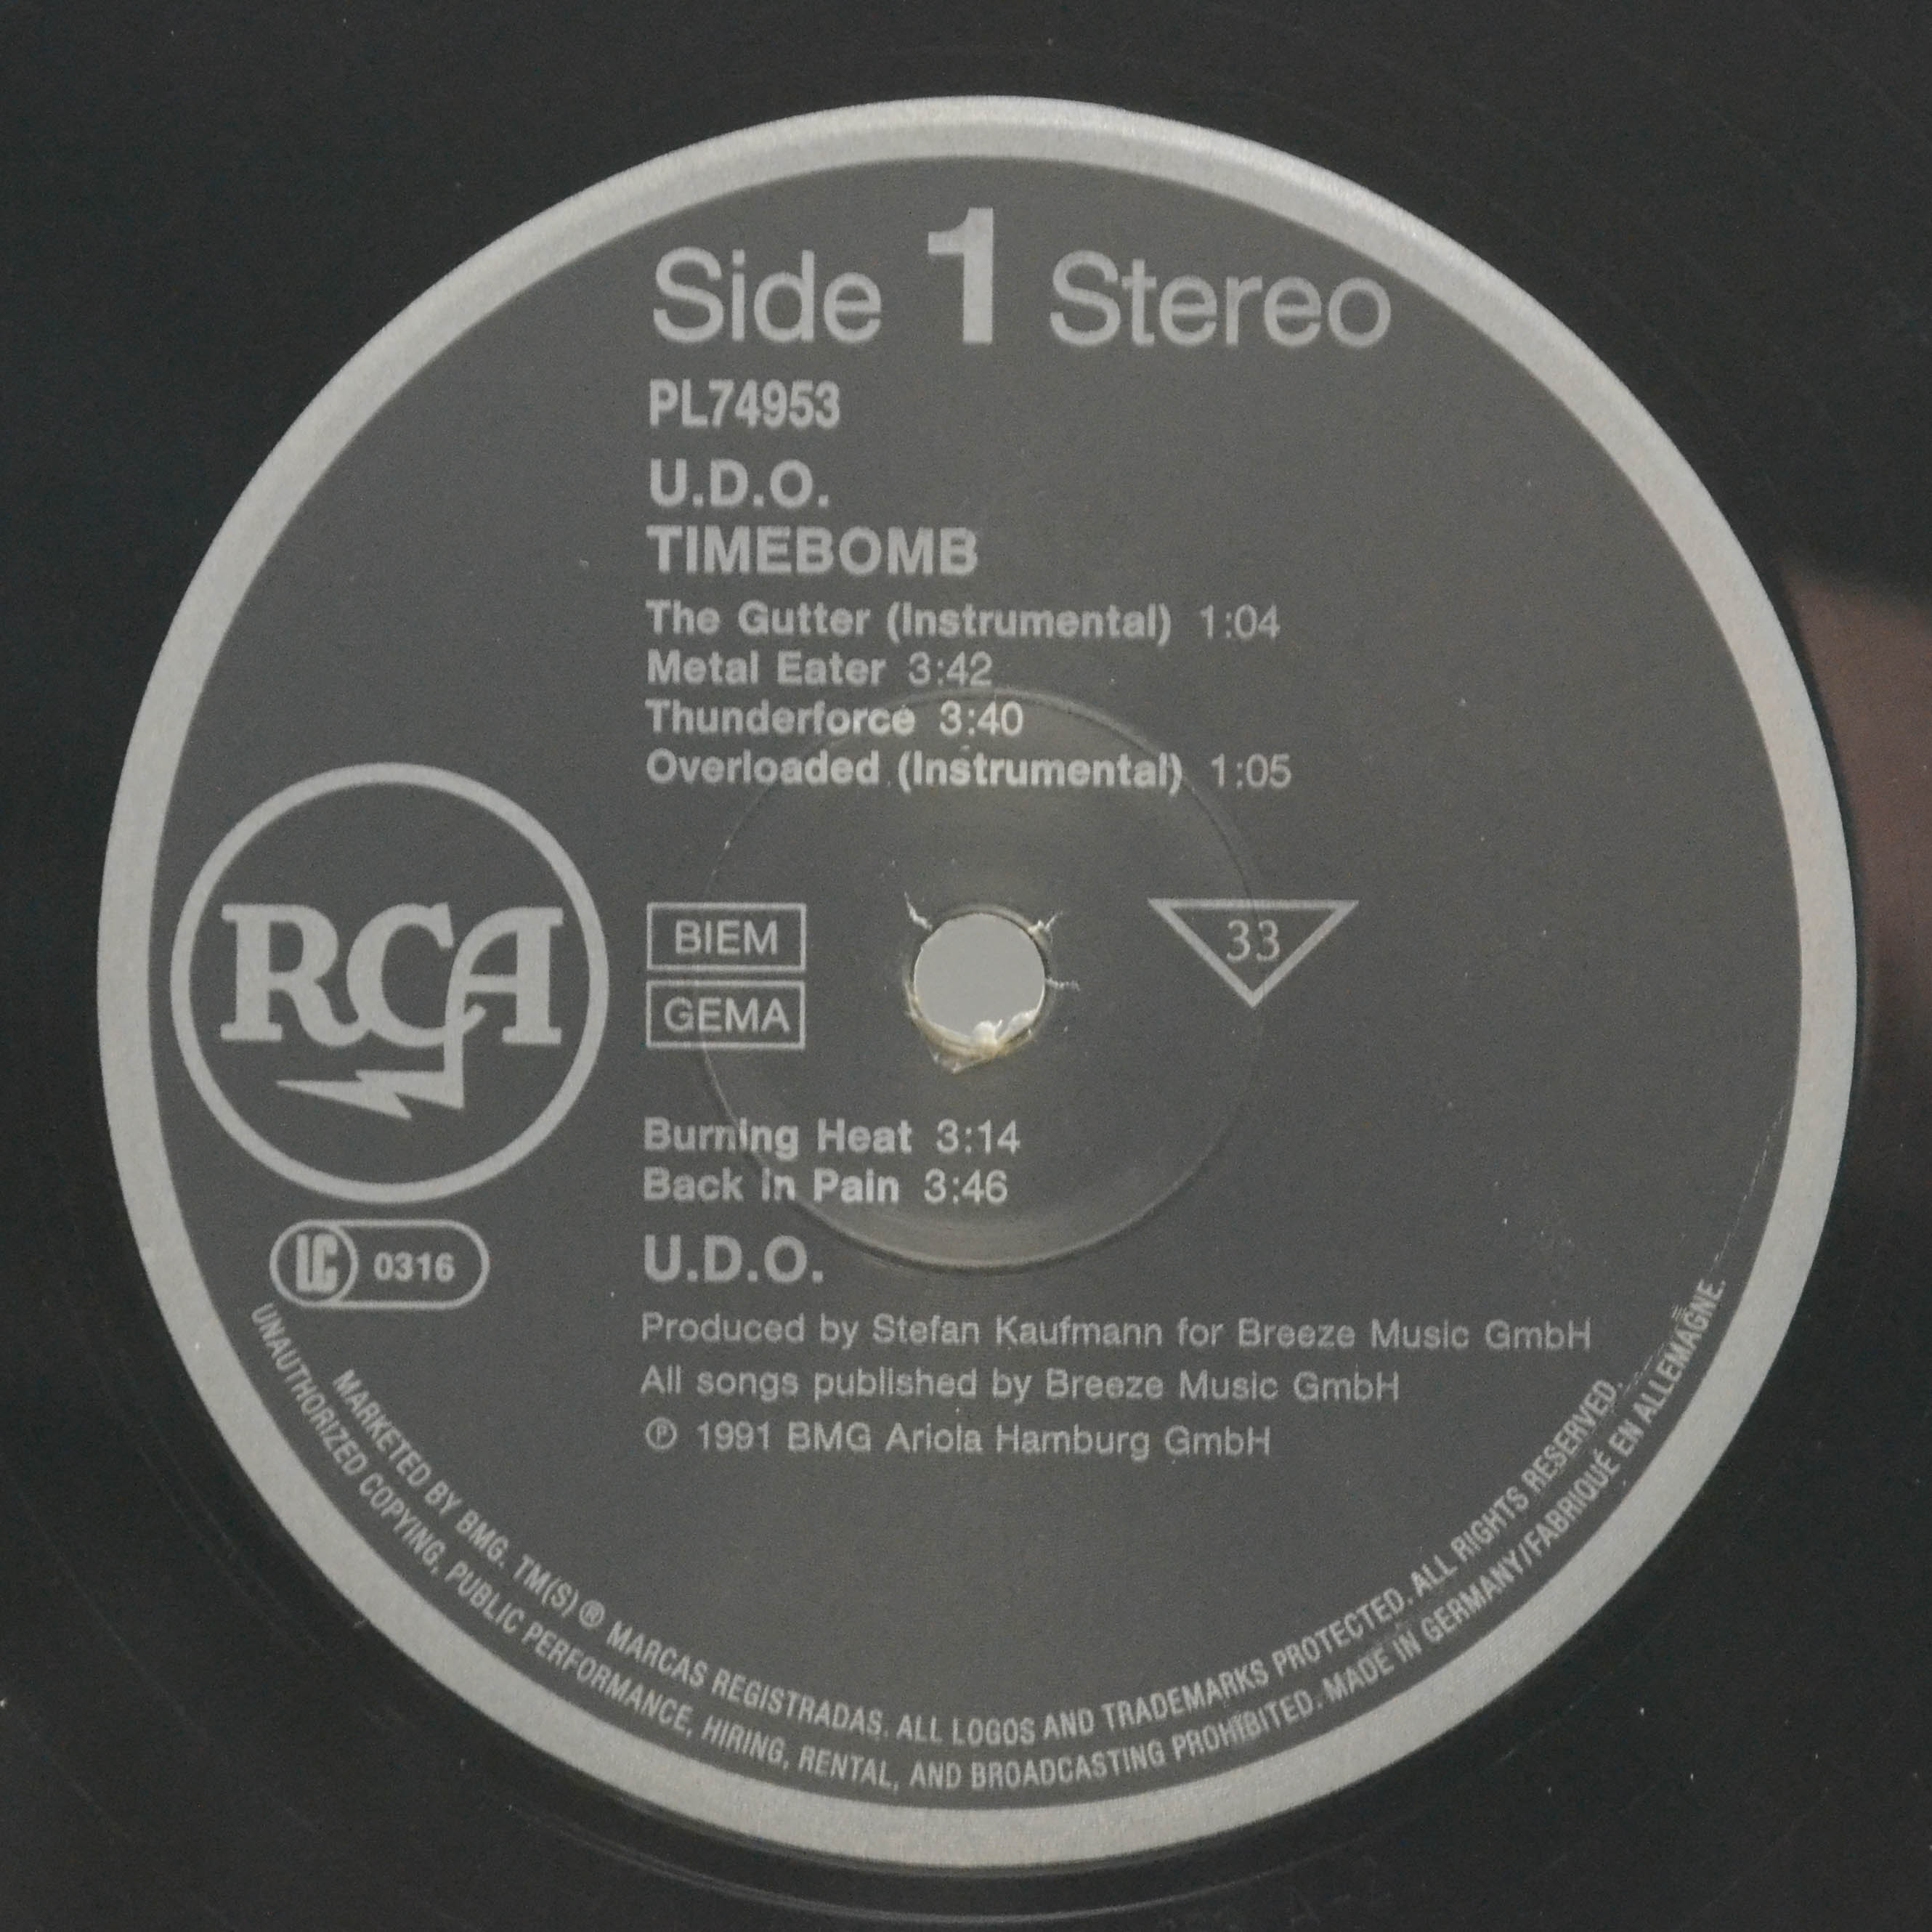 Side 1 Stereo
PL74953
U.D.O.
TIMEBOMB
The Gutter (Instrumental) 1:04
Metal Eater 3:42
Thunderforce 3:40
Overloaded (Instrumental) 1:05
RCA
BIEM
GEMA
33
Burning Heat 3:14
Back in Pain 3:46
LC 0316
U.D.O.
Produced by Stefan Kaufmann for Breeze Music GmbH
All songs published by Breeze Music GmbH
℗ 1991 BMG Ariola Hamburg GmbH
MARKETED BY BMG. TM(S) ® MARCAS REGISTRADAS. ALL LOGOS AND TRADEMARKS PROTECTED. ALL RIGHTS RESERVED.
UNAUTHORIZED COPYING, PUBLIC PERFORMANCE, HIRING, RENTAL, AND BROADCASTING PROHIBITED. MADE IN GERMANY/FABRIQUÉ EN ALLEMAGNE.